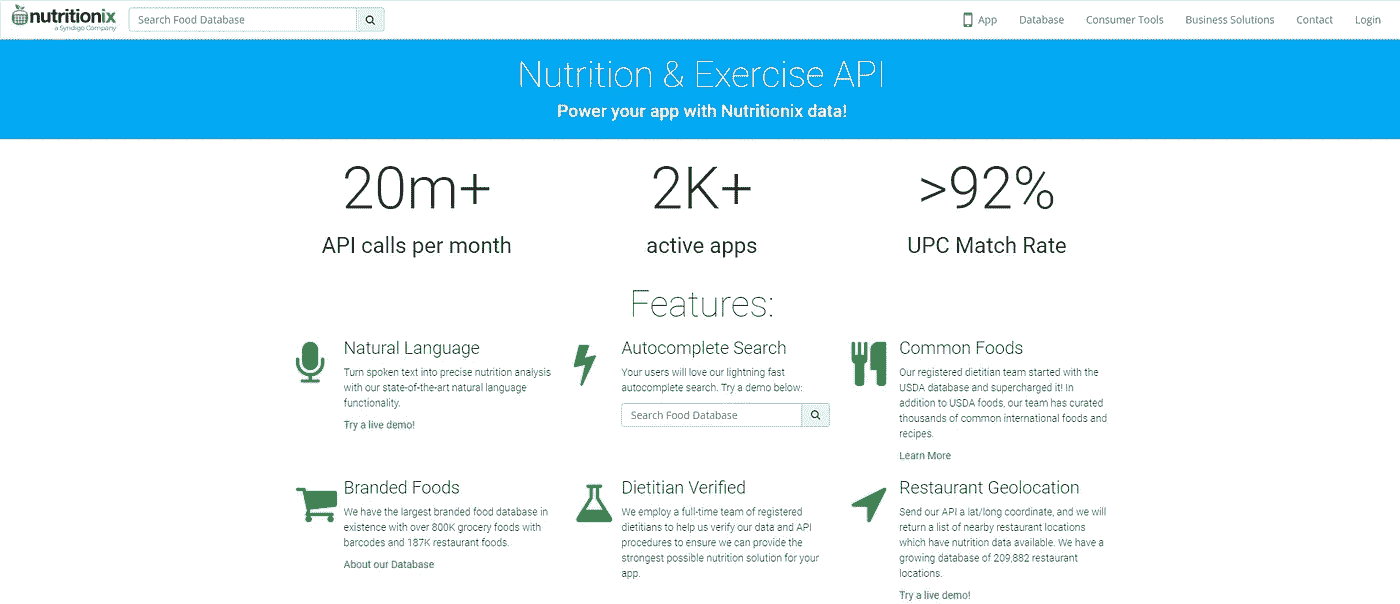 nutritionix
a Syndigo Company
Search Food Database
App
Database
Consumer Tools
Business Solutions
Contact
Login
Nutrition & Exercise API
Power your app with Nutritionix data!
20m+
API calls per month
2K+
active apps
>92%
UPC Match Rate
Features:
Natural Language
Turn spoken text into precise nutrition analysis
with our state-of-the-art natural language
functionality.
Try a live demo!
Autocomplete Search
Your users will love our lightning fast
autocomplete search. Try a demo below:
Search Food Database
Common Foods
Our registered dietitian team started with the
USDA database and supercharged it! In
addition to USDA foods, our team has curated
thousands of common international foods and
recipes.
Learn More
Branded Foods
We have the largest branded food database in
existence with over 800K grocery foods with
barcodes and 187K restaurant foods.
About our Database
Dietitian Verified
We employ a full-time team of registered
dietitians to help us verify our data and API
procedures to ensure we can provide the
strongest possible nutrition solution for your
app.
Restaurant Geolocation
Send our API a lat/long coordinate, and we will
return a list of nearby restaurant locations
which have nutrition data available. We have a
growing database of 209,882 restaurant
locations.
Try a live demo!